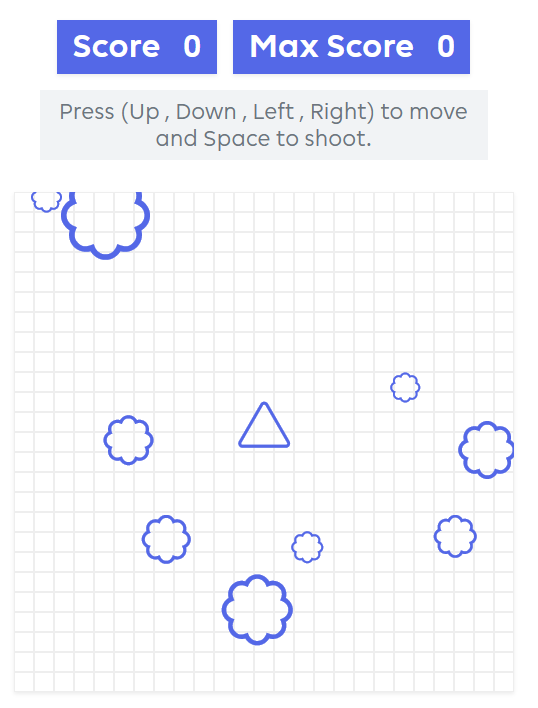 Score 0 Max Score 0
Press (Up , Down , Left , Right) to move
and Space to shoot.